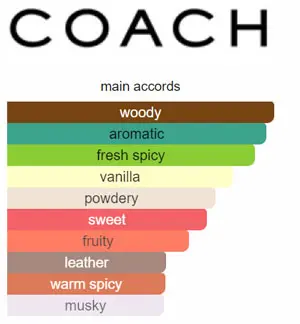 COACH
main accords
woody
aromatic
fresh spicy
vanilla
powdery
sweet
fruity
leather
warm spicy
musky